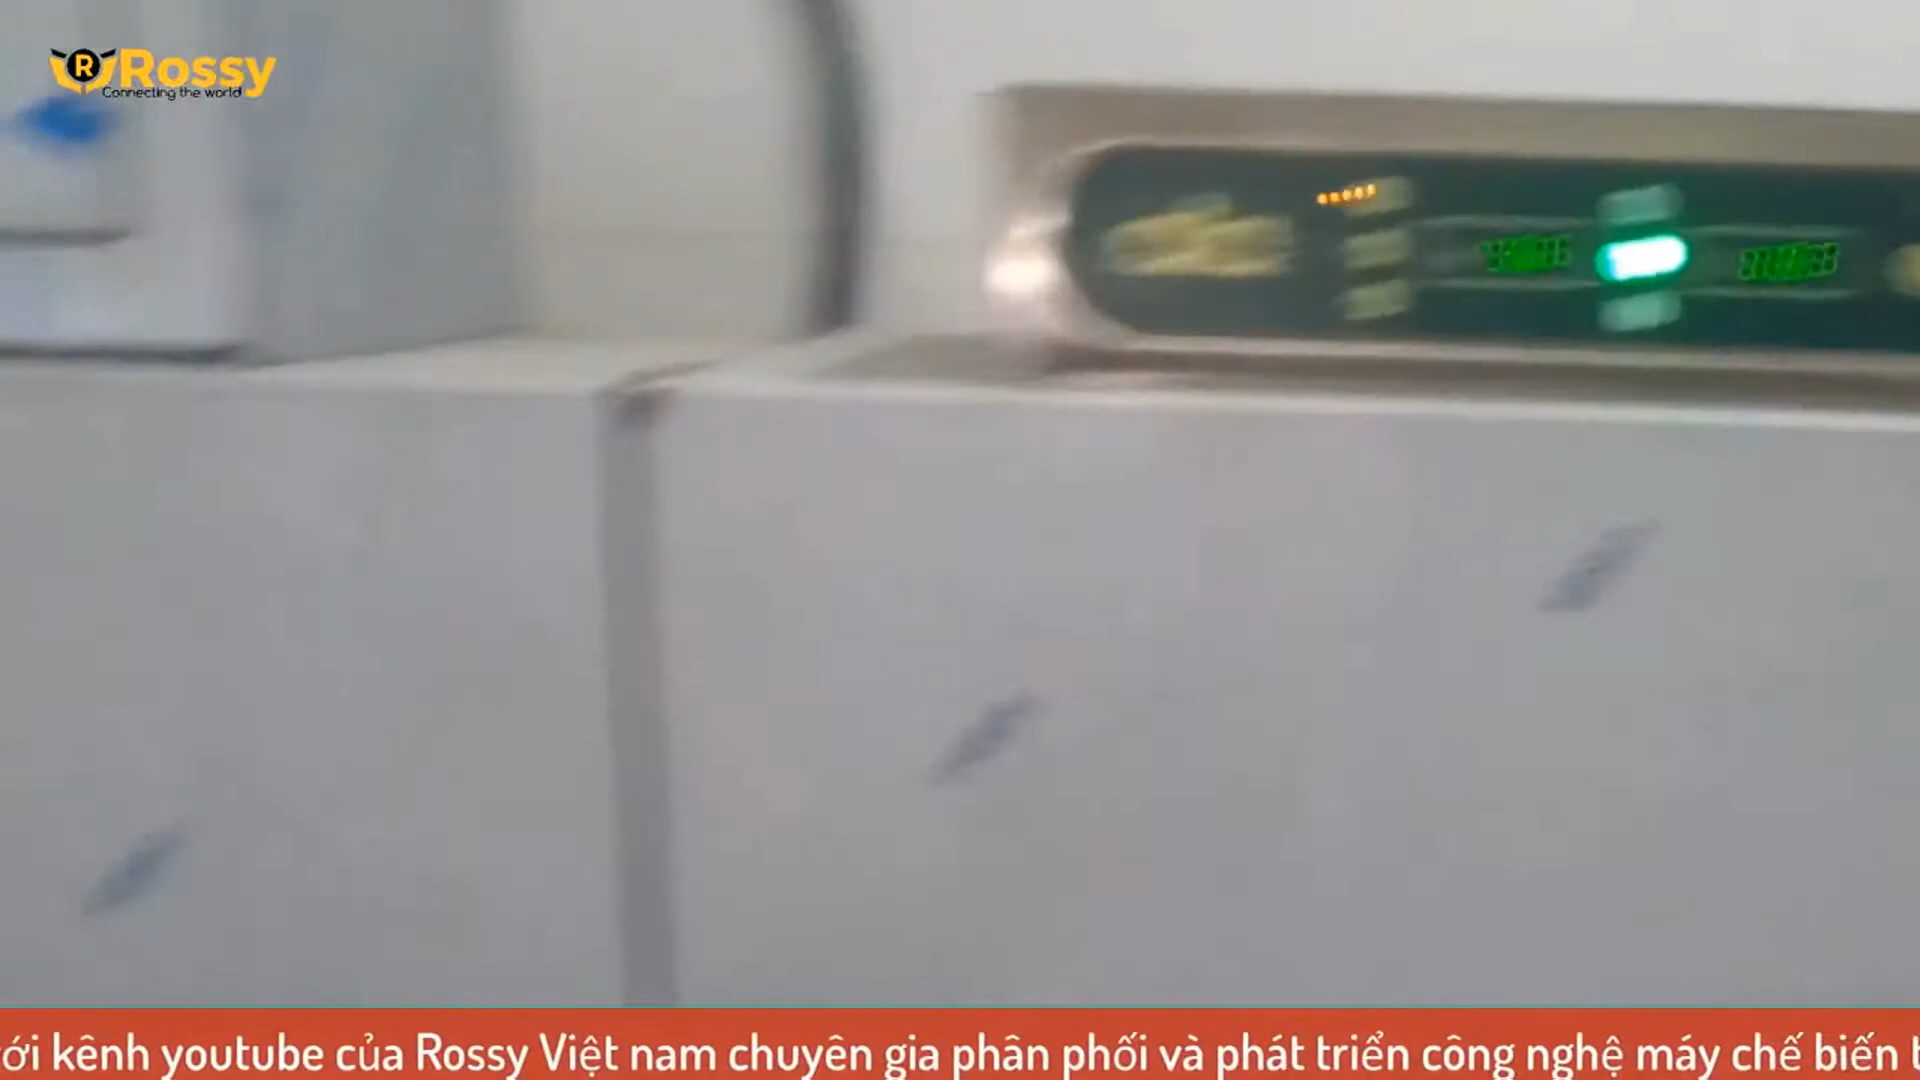 Rossy
Connecting the world
ới kênh youtube của Rossy Việt nam chuyên gia phân phối và phát triển công nghệ máy chế biến